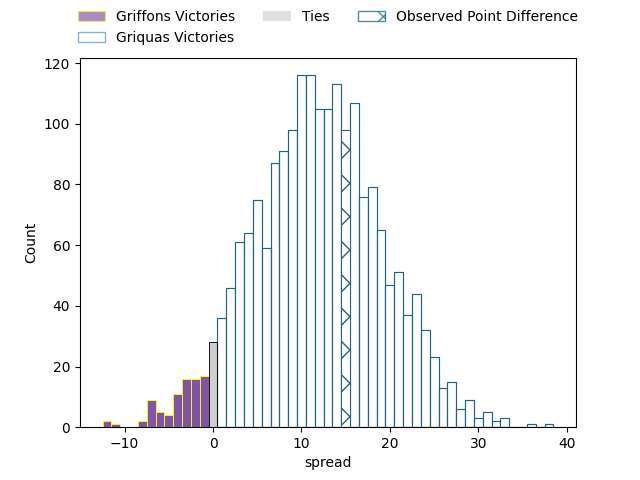 Griffons Victories
Ties
Observed Point Difference
Griquas Victories
120
100
80
60
40
20
0
Count
−10
0
10
20
30
40
spread